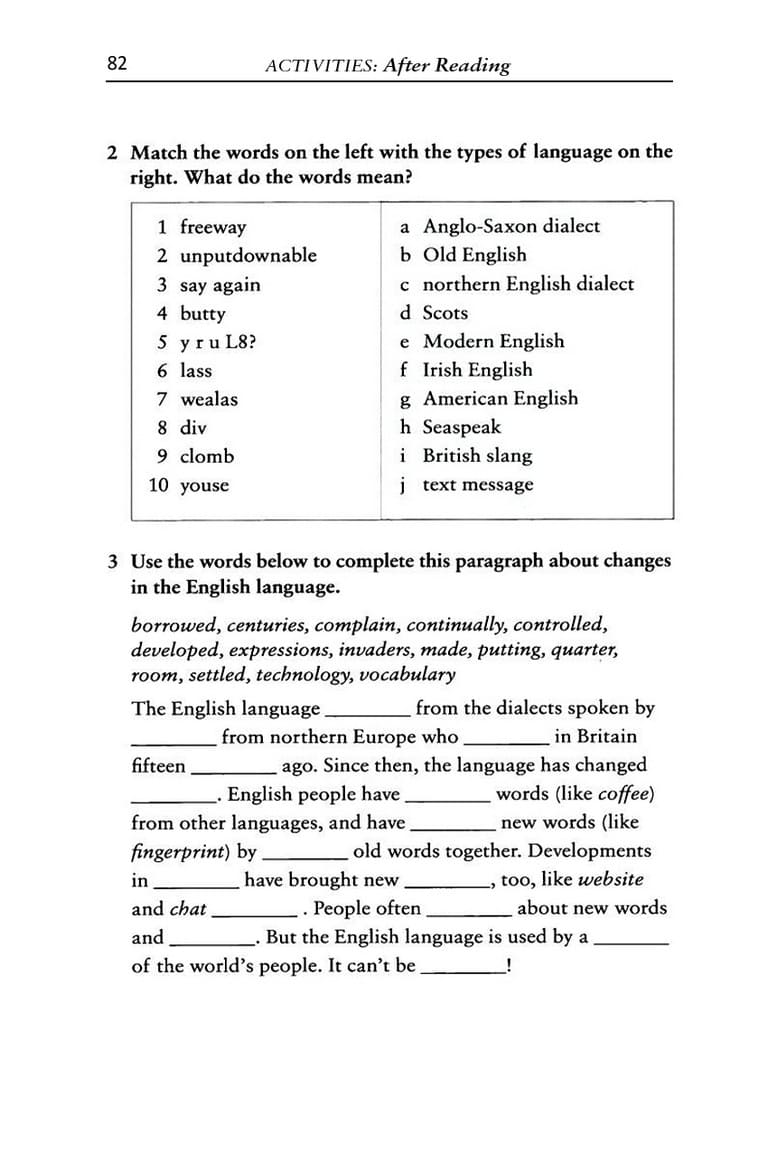 82 ACTIVITIES: After Reading
2 Match the words on the left with the types of language on the
right. What do the words mean?
1 freeway
2 unputdownable
3 say again
4 butty
5 y r u L8?
6 lass
7 wealas
8 div
9 clomb
10 youse
a Anglo-Saxon dialect
b Old English
c northern English dialect
d Scots
e Modern English
f Irish English
g American English
h Seaspeak
i British slang
j text message
3 Use the words below to complete this paragraph about changes
in the English language.
borrowed, centuries, complain, continually, controlled,
developed, expressions, invaders, made, putting, quarter,
room, settled, technology, vocabulary
The English language ________ from the dialects spoken by
________ from northern Europe who ________ in Britain
fifteen ________ ago. Since then, the language has changed
________. English people have ________ words (like coffee)
from other languages, and have ________ new words (like
fingerprint) by ________ old words together. Developments
in ________ have brought new ________, too, like website
and chat ________ . People often ________ about new words
and ________. But the English language is used by a ________
of the world's people. It can't be ________!